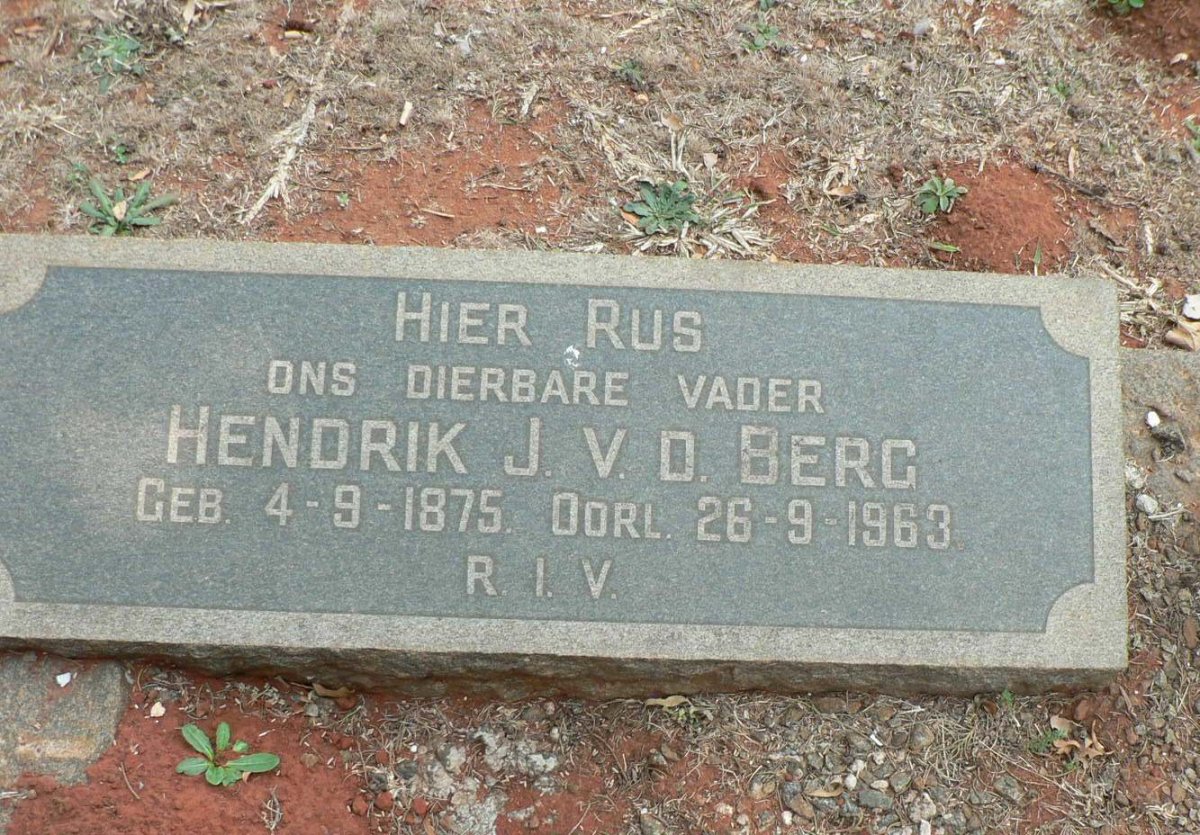 HIER RUS
ONS DIERBARE VADER
HENDRIK J. V. D. BERG
GEB. 4-9-1875. OORL. 26-9-1963.
R. I. V.